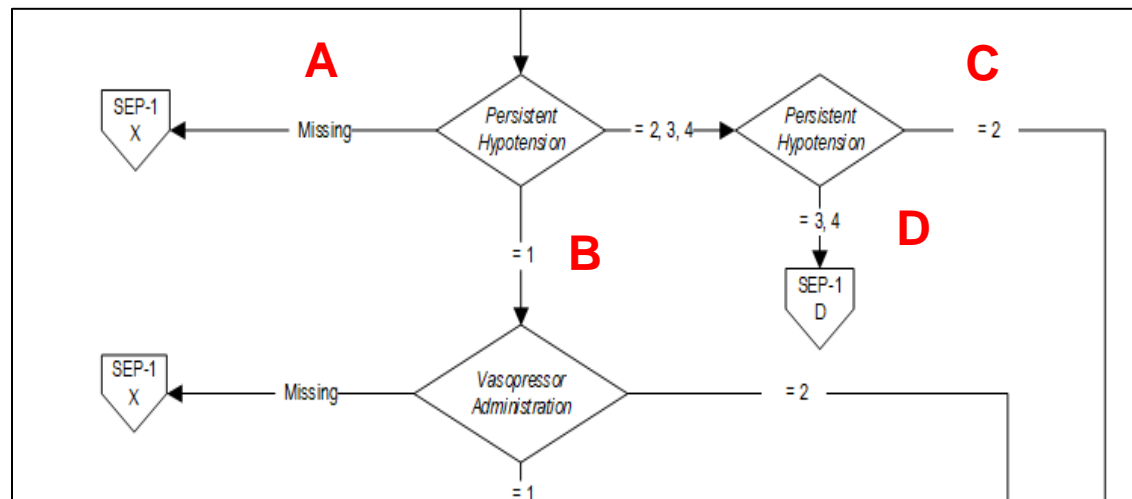 A
C
SEP-1
X
Missing
Persistent
Hypotension
= 2, 3, 4
Persistent
Hypotension
= 2
= 3, 4
D
= 1
B
SEP-1
D
SEP-1
X
Missing
Vasopressor
Administration
= 2
= 1